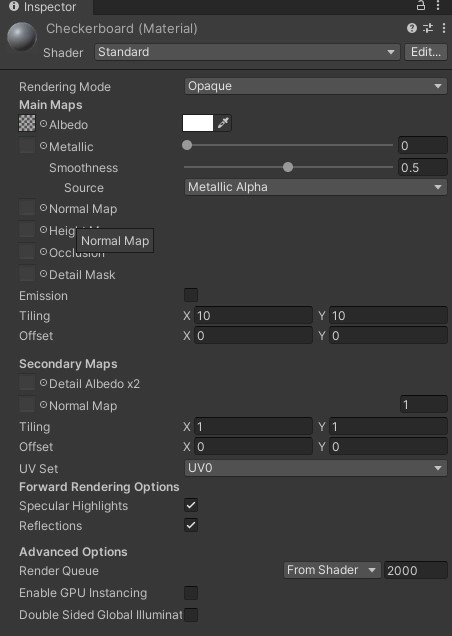 Inspector
Checkerboard (Material)
Shader Standard Edit...
Rendering Mode Opaque
Main Maps
Albedo
Metallic 0
Smoothness 0.5
Source Metallic Alpha
Normal Map
Normal Map
Occlusion
Detail Mask
Emission
Tiling X 10 Y 10
Offset X 0 Y 0
Secondary Maps
Detail Albedo x2
Normal Map 1
Tiling X 1 Y 1
Offset X 0 Y 0
UV Set UV0
Forward Rendering Options
Specular Highlights
Reflections
Advanced Options
Render Queue From Shader 2000
Enable GPU Instancing
Double Sided Global Illuminat